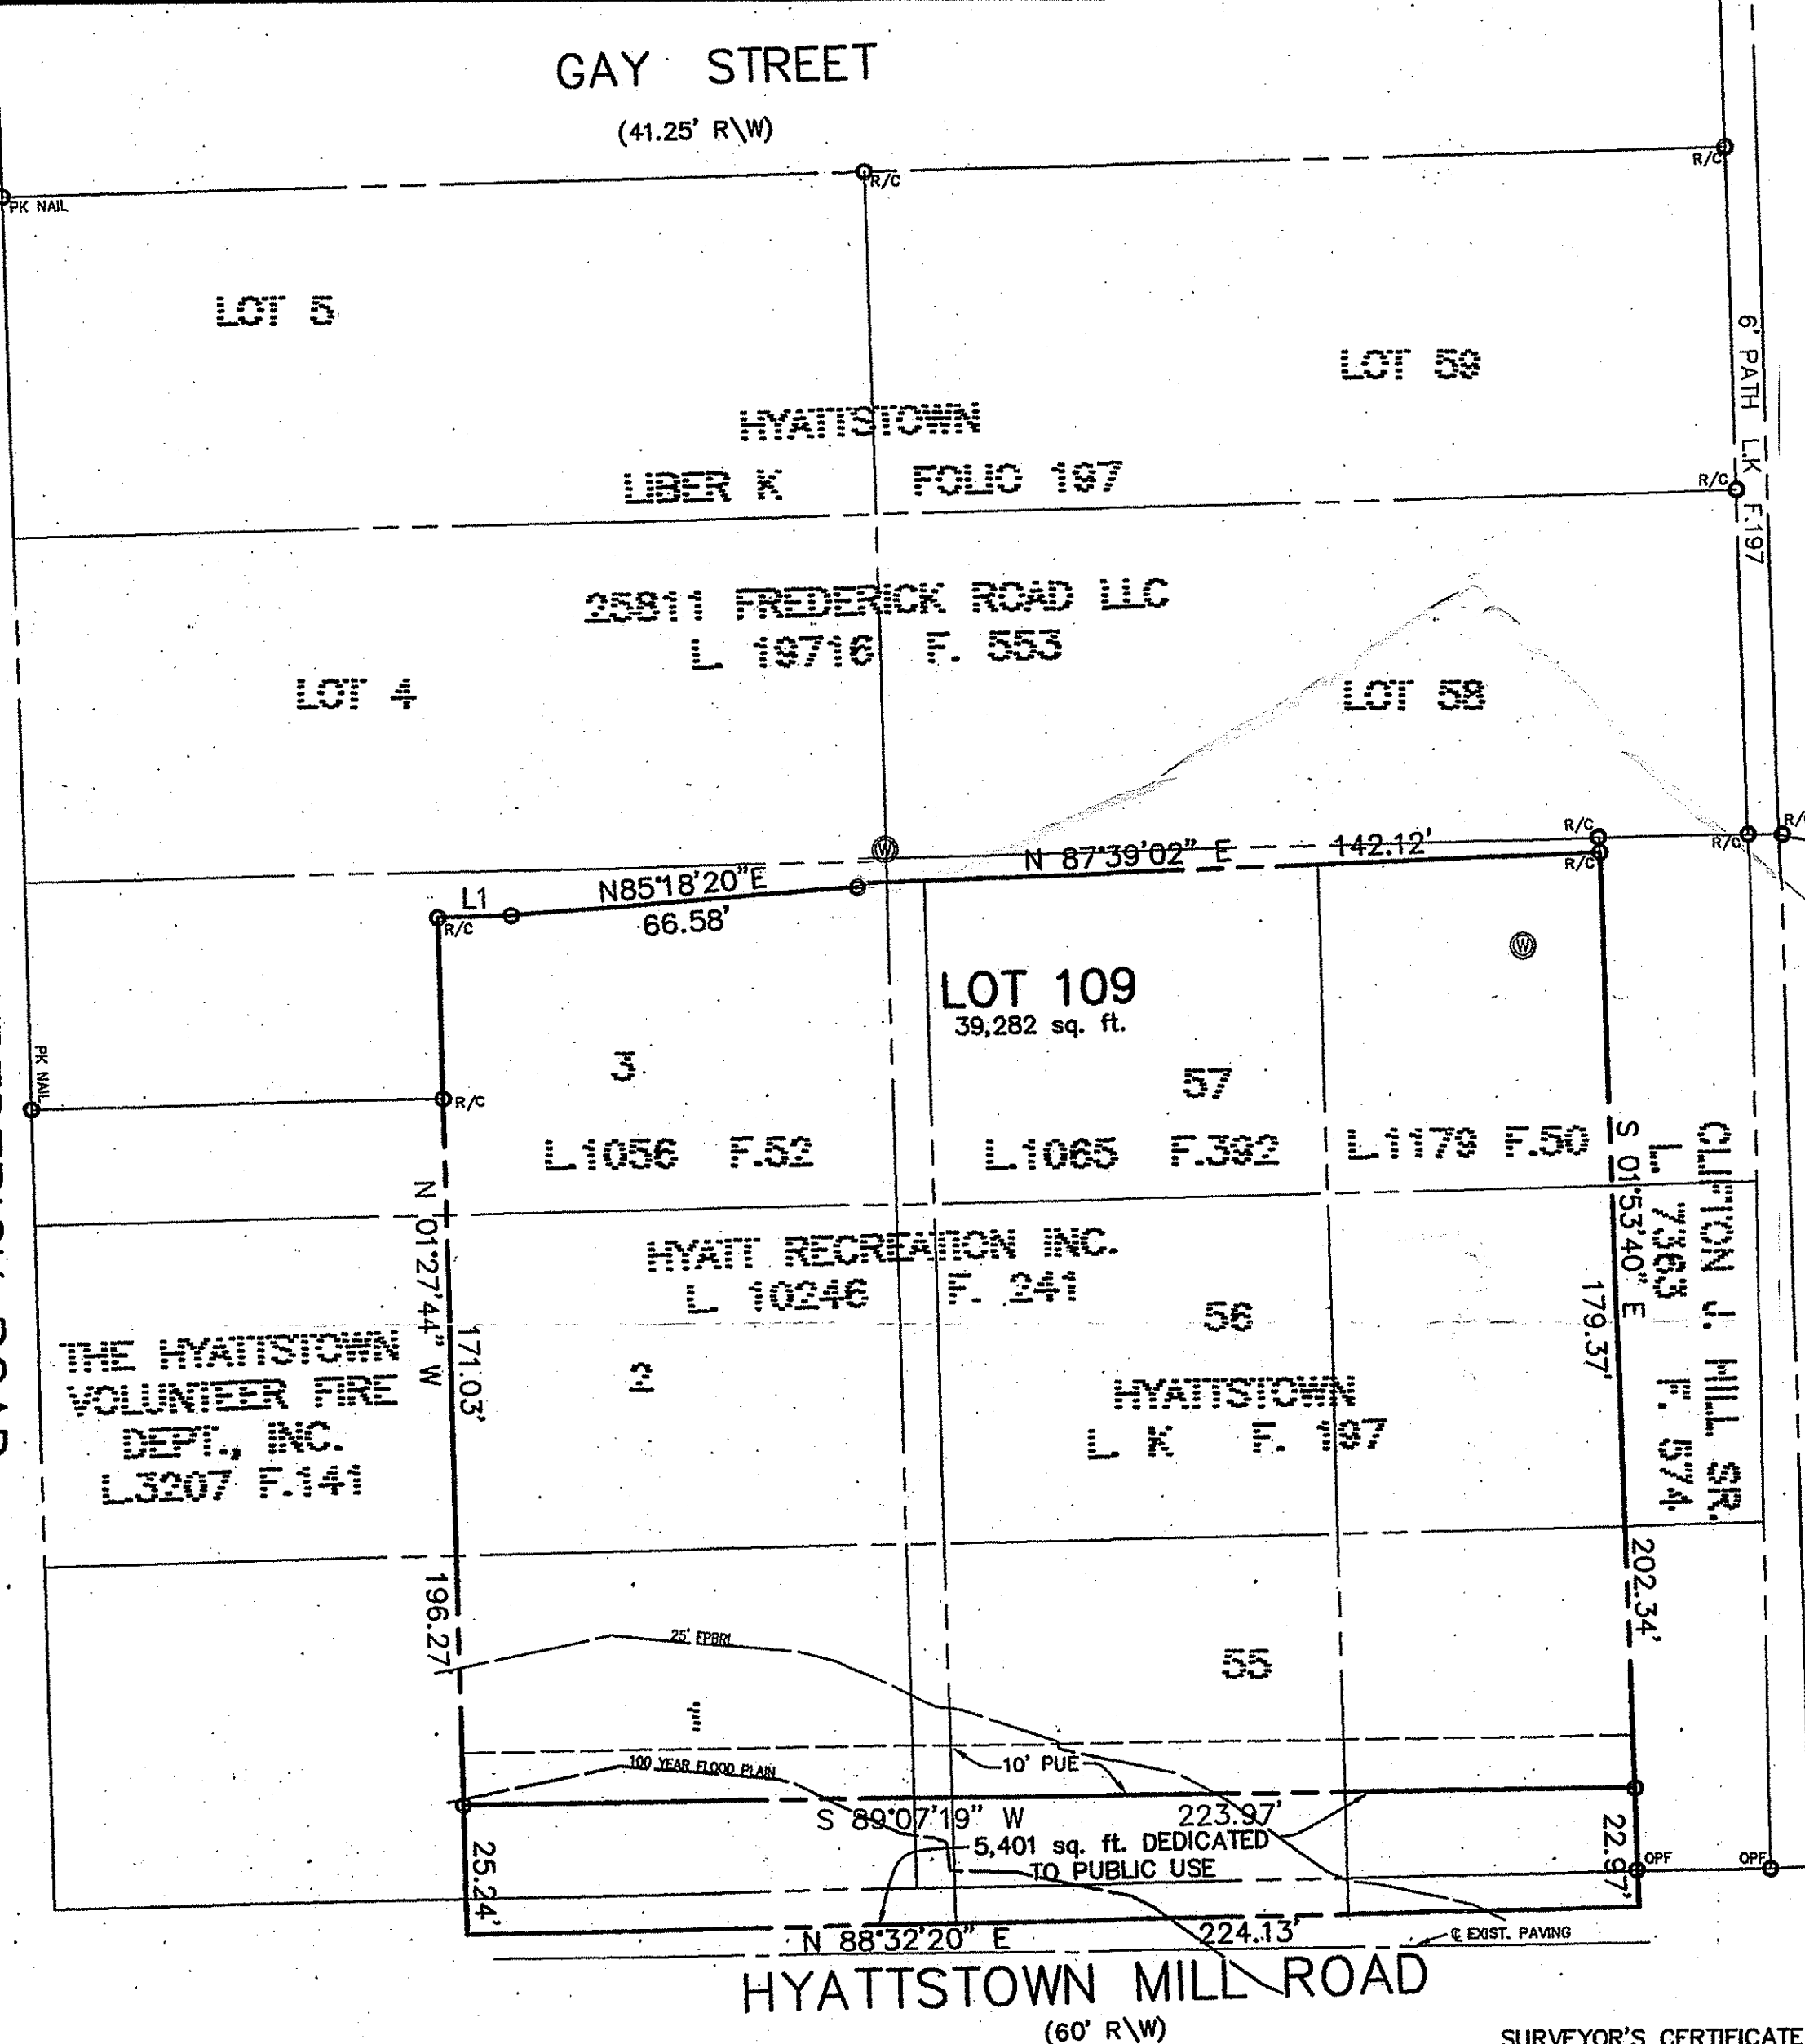 GAY STREET
(41.25' R\W)
R/C
R/C
PK NAIL
LOT 5
LOT 59
6' PATH L.K F.197
HYATTSTOWN
LIBER K FOLIO 197
R/C
25811 FREDERICK ROAD LLC
L 19716 F. 553
LOT 4
LOT 58
R/C
R/C
R/C
R/C
W
N 87°39'02" E 142.12'
L1
N85°18'20"E
66.58'
R/C
W
LOT 109
39,282 sq. ft.
PK NAIL
R/C
3
57
L.1056 F.52
L.1065 F.392
L.1179 F.50
S 01°53'40" E
179.37'
202.34'
CLIFTON J. HILL SR.
L. 7363 F. 574
N 01°27'44" W
171.03'
196.27'
HYATT RECREATION INC.
L 10246 F. 241
56
2
HYATTSTOWN
L K F. 197
THE HYATTSTOWN
VOLUNTEER FIRE
DEPT., INC.
L.3207 F.141
25' FPBRL
55
1
100 YEAR FLOOD PLAIN
10' PUE
S 89°07'19" W 223.97'
5,401 sq. ft. DEDICATED
TO PUBLIC USE
25.24'
22.97'
OPF
OPF
N 88°32'20" E 224.13'
℄ EXIST. PAVING
HYATTSTOWN MILL ROAD
(60' R\W)
SURVEYOR'S CERTIFICATE